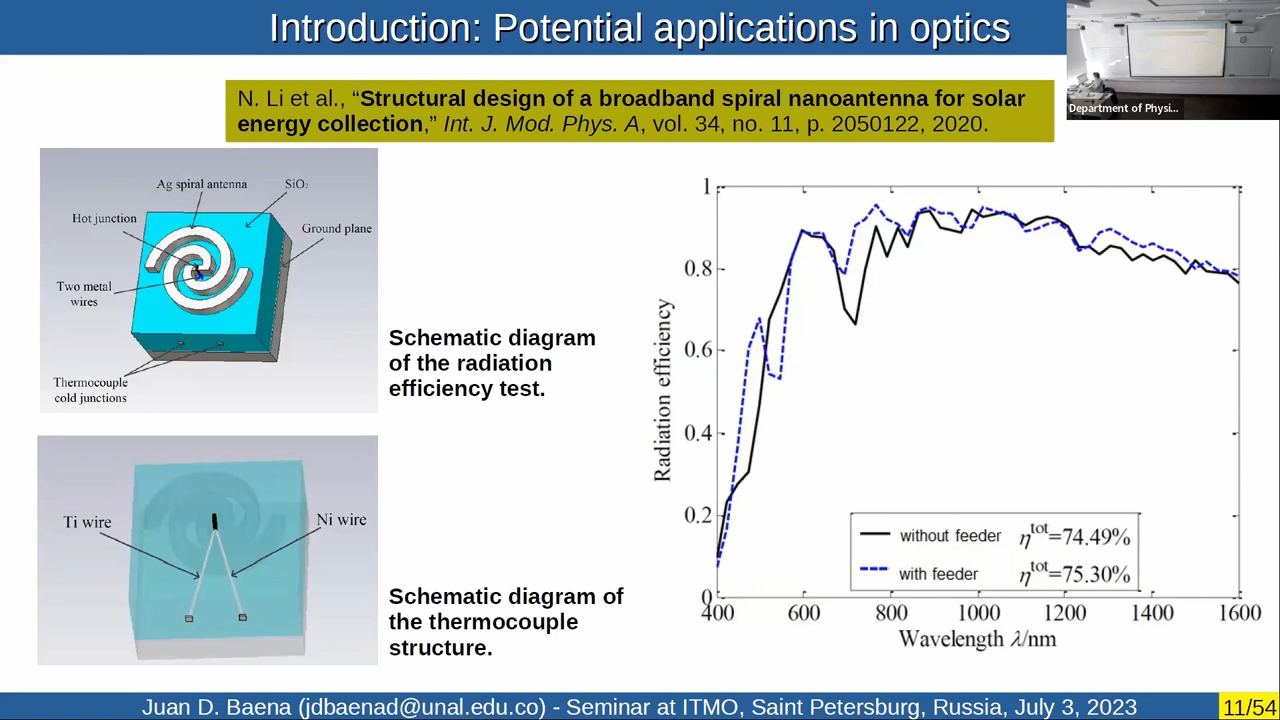 Introduction: Potential applications in optics
Department of Physi...
N. Li et al., “Structural design of a broadband spiral nanoantenna for solar
energy collection,” Int. J. Mod. Phys. A, vol. 34, no. 11, p. 2050122, 2020.
Ag spiral antenna
SiO₂
Hot junction
Ground plane
Two metal
wires
Thermocouple
cold junctions
Schematic diagram
of the radiation
efficiency test.
Ti wire
Ni wire
Schematic diagram of
the thermocouple
structure.
1
0.8
0.6
0.4
0.2
0
Radiation efficiency
without feeder η^tot=74.49%
with feeder η^tot=75.30%
400 600 800 1000 1200 1400 1600
Wavelength λ/nm
Juan D. Baena (jdbaenad@unal.edu.co) - Seminar at ITMO, Saint Petersburg, Russia, July 3, 2023
11/54